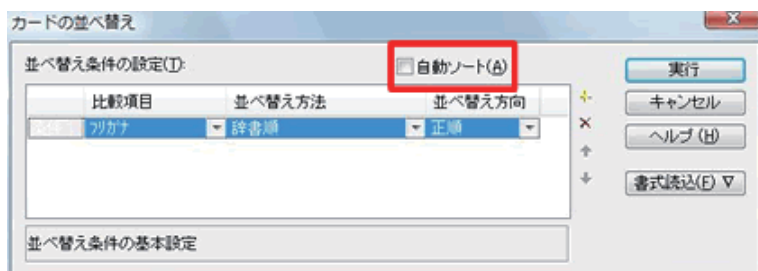 カードの並べ替え
並べ替え条件の設定(T):
自動ソート(A)
実行
比較項目 並べ替え方法 並べ替え方向
キャンセル
フリガナ 辞書順 正順
ヘルプ(H)
書式読込(F) ▽
並べ替え条件の基本設定